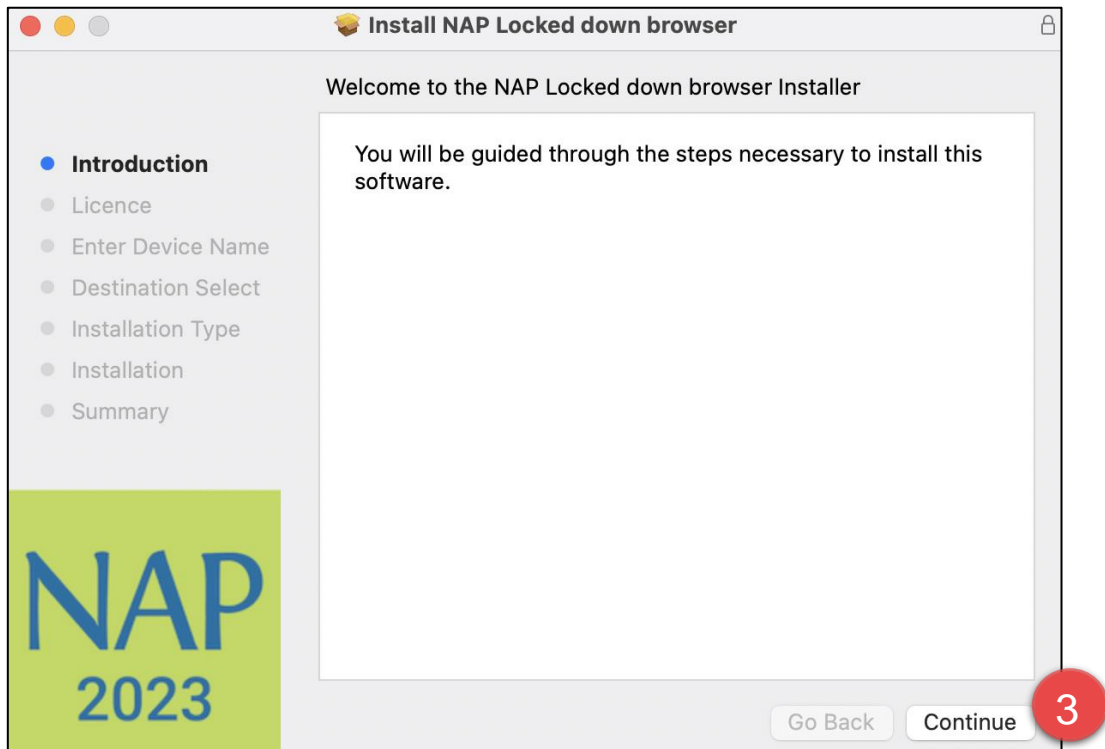 Install NAP Locked down browser
Welcome to the NAP Locked down browser Installer
Introduction
Licence
Enter Device Name
Destination Select
Installation Type
Installation
Summary
You will be guided through the steps necessary to install this
software.
NAP
2023
Go Back
Continue
3